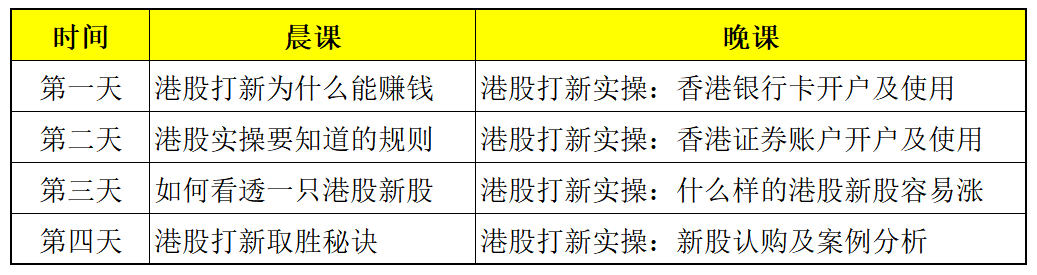 时间 晨课 晚课
第一天 港股打新为什么能赚钱 港股打新实操：香港银行卡开户及使用
第二天 港股实操要知道的规则 港股打新实操：香港证券账户开户及使用
第三天 如何看透一只港股新股 港股打新实操：什么样的港股新股容易涨
第四天 港股打新取胜秘诀 港股打新实操：新股认购及案例分析